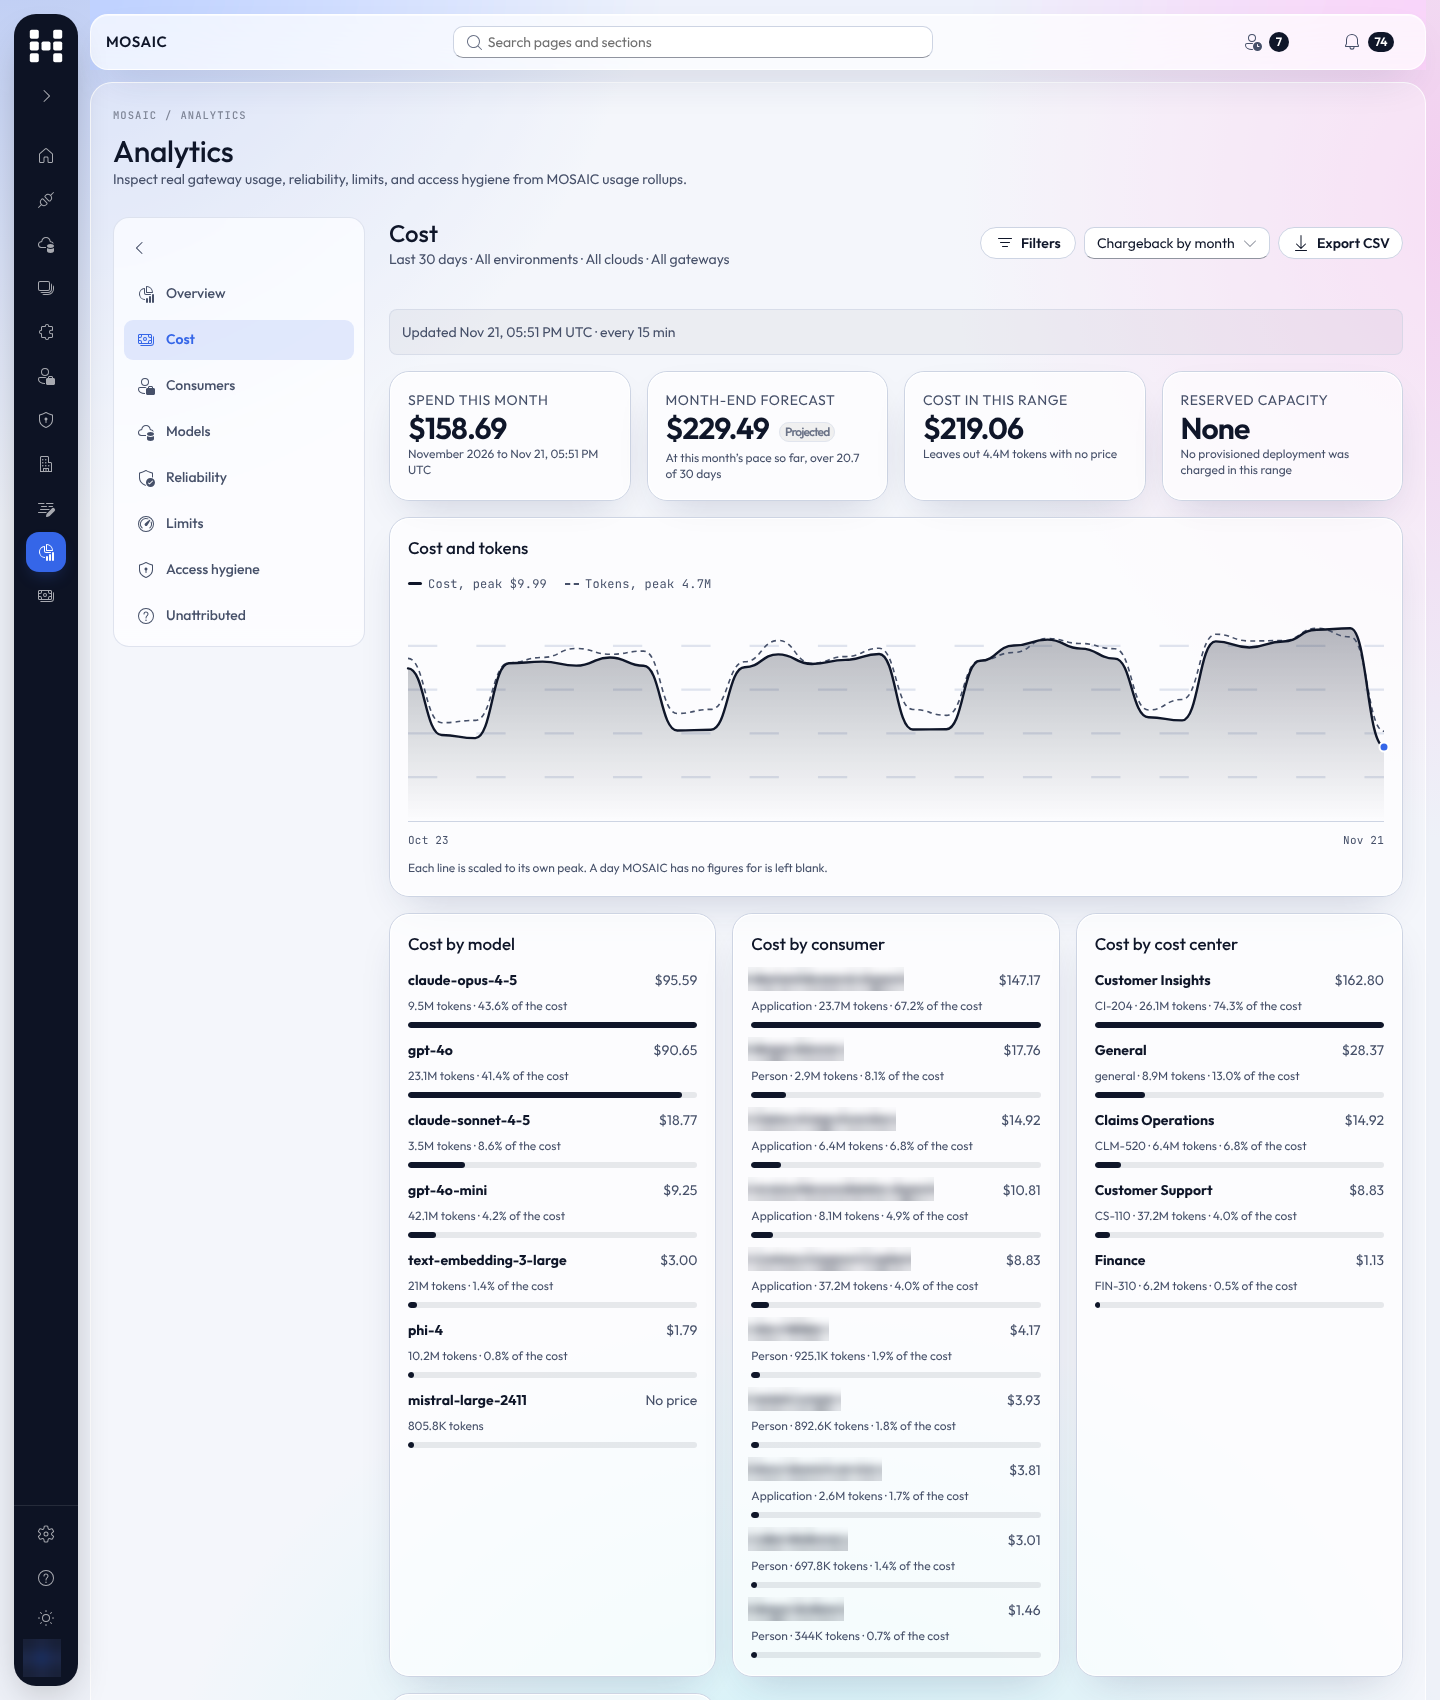 MOSAIC
Search pages and sections
7
74
MOSAIC / ANALYTICS
Analytics
Inspect real gateway usage, reliability, limits, and access hygiene from MOSAIC usage rollups.
Overview
Cost
Consumers
Models
Reliability
Limits
Access hygiene
Unattributed
Cost
Last 30 days · All environments · All clouds · All gateways
Filters
Chargeback by month
Export CSV
Updated Nov 21, 05:51 PM UTC · every 15 min
SPEND THIS MONTH
$158.69
November 2026 to Nov 21, 05:51 PM
UTC
MONTH-END FORECAST
$229.49 Projected
At this month's pace so far, over 20.7
of 30 days
COST IN THIS RANGE
$219.06
Leaves out 4.4M tokens with no price
RESERVED CAPACITY
None
No provisioned deployment was
charged in this range
Cost and tokens
Cost, peak $9.99
Tokens, peak 4.7M
Oct 23
Nov 21
Each line is scaled to its own peak. A day MOSAIC has no figures for is left blank.
Cost by model
claude-opus-4-5 $95.59
9.5M tokens · 43.6% of the cost
gpt-4o $90.65
23.1M tokens · 41.4% of the cost
claude-sonnet-4-5 $18.77
3.5M tokens · 8.6% of the cost
gpt-4o-mini $9.25
42.1M tokens · 4.2% of the cost
text-embedding-3-large $3.00
21M tokens · 1.4% of the cost
phi-4 $1.79
10.2M tokens · 0.8% of the cost
mistral-large-2411 No price
805.8K tokens
Cost by consumer
$147.17
Application · 23.7M tokens · 67.2% of the cost
$17.76
Person · 2.9M tokens · 8.1% of the cost
$14.92
Application · 6.4M tokens · 6.8% of the cost
$10.81
Application · 8.1M tokens · 4.9% of the cost
$8.83
Application · 37.2M tokens · 4.0% of the cost
$4.17
Person · 925.1K tokens · 1.9% of the cost
$3.93
Person · 892.6K tokens · 1.8% of the cost
$3.81
Application · 2.6M tokens · 1.7% of the cost
$3.01
Person · 697.8K tokens · 1.4% of the cost
$1.46
Person · 344K tokens · 0.7% of the cost
Cost by cost center
Customer Insights $162.80
CI-204 · 26.1M tokens · 74.3% of the cost
General $28.37
general · 8.9M tokens · 13.0% of the cost
Claims Operations $14.92
CLM-520 · 6.4M tokens · 6.8% of the cost
Customer Support $8.83
CS-110 · 37.2M tokens · 4.0% of the cost
Finance $1.13
FIN-310 · 6.2M tokens · 0.5% of the cost